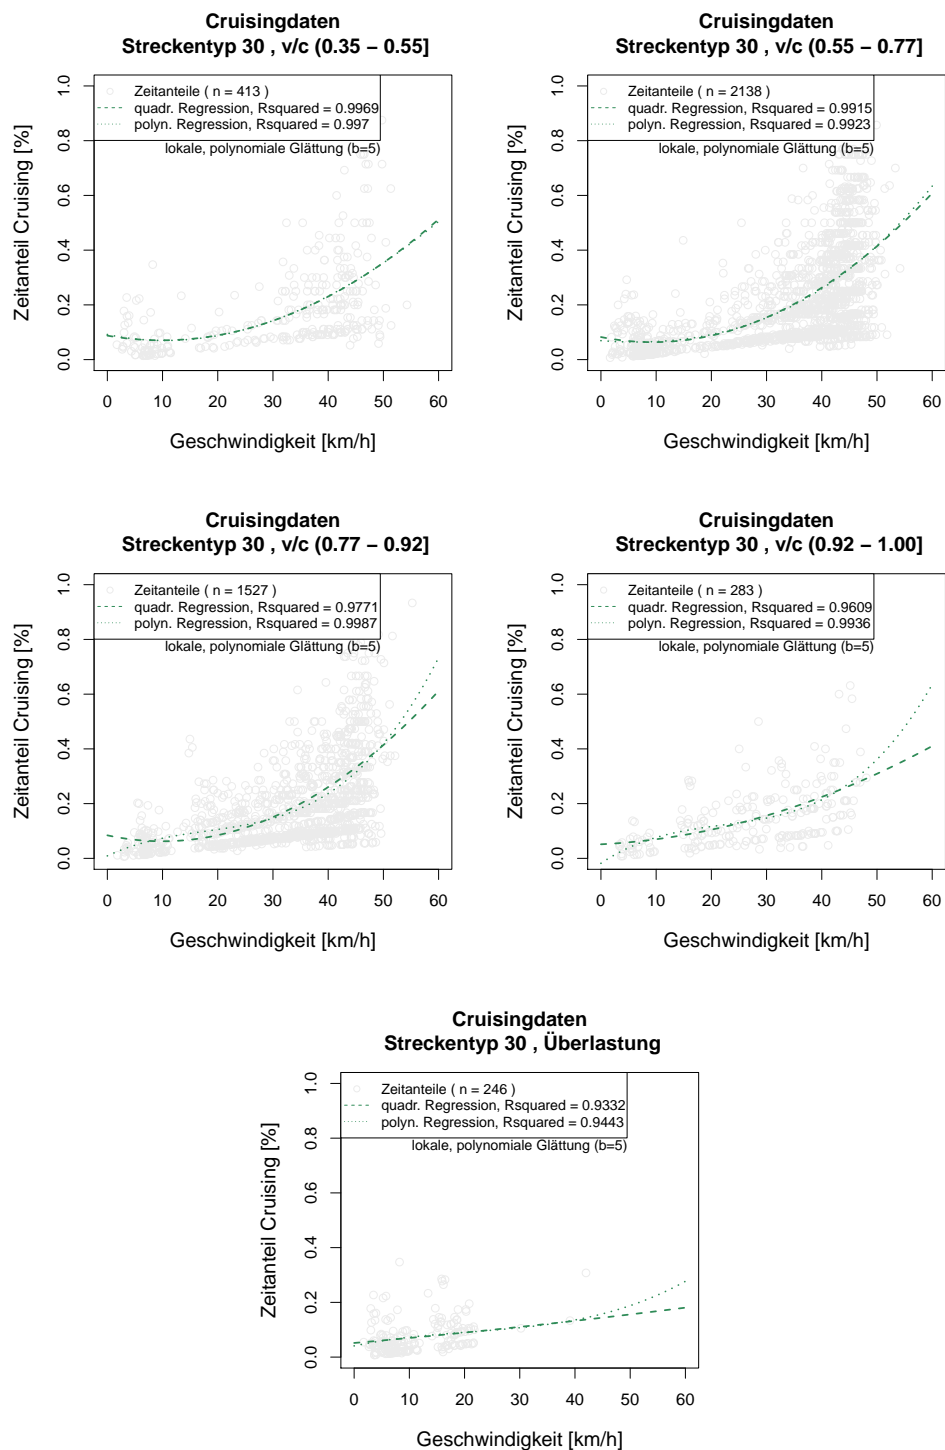 Cruisingdaten
Streckentyp 30 , v/c (0.35 − 0.55]
Zeitanteile ( n = 413 )
quadr. Regression, Rsquared = 0.9969
polyn. Regression, Rsquared = 0.997
lokale, polynomiale Glättung (b=5)
Zeitanteil Cruising [%]
1.0
0.8
0.6
0.4
0.2
0.0
0 10 20 30 40 50 60
Geschwindigkeit [km/h]
Cruisingdaten
Streckentyp 30 , v/c (0.55 − 0.77]
Zeitanteile ( n = 2138 )
quadr. Regression, Rsquared = 0.9915
polyn. Regression, Rsquared = 0.9923
lokale, polynomiale Glättung (b=5)
Zeitanteil Cruising [%]
1.0
0.8
0.6
0.4
0.2
0.0
0 10 20 30 40 50 60
Geschwindigkeit [km/h]
Cruisingdaten
Streckentyp 30 , v/c (0.77 − 0.92]
Zeitanteile ( n = 1527 )
quadr. Regression, Rsquared = 0.9771
polyn. Regression, Rsquared = 0.9987
lokale, polynomiale Glättung (b=5)
Zeitanteil Cruising [%]
1.0
0.8
0.6
0.4
0.2
0.0
0 10 20 30 40 50 60
Geschwindigkeit [km/h]
Cruisingdaten
Streckentyp 30 , v/c (0.92 − 1.00]
Zeitanteile ( n = 283 )
quadr. Regression, Rsquared = 0.9609
polyn. Regression, Rsquared = 0.9936
lokale, polynomiale Glättung (b=5)
Zeitanteil Cruising [%]
1.0
0.8
0.6
0.4
0.2
0.0
0 10 20 30 40 50 60
Geschwindigkeit [km/h]
Cruisingdaten
Streckentyp 30 , Überlastung
Zeitanteile ( n = 246 )
quadr. Regression, Rsquared = 0.9332
polyn. Regression, Rsquared = 0.9443
lokale, polynomiale Glättung (b=5)
Zeitanteil Cruising [%]
1.0
0.8
0.6
0.4
0.2
0.0
0 10 20 30 40 50 60
Geschwindigkeit [km/h]